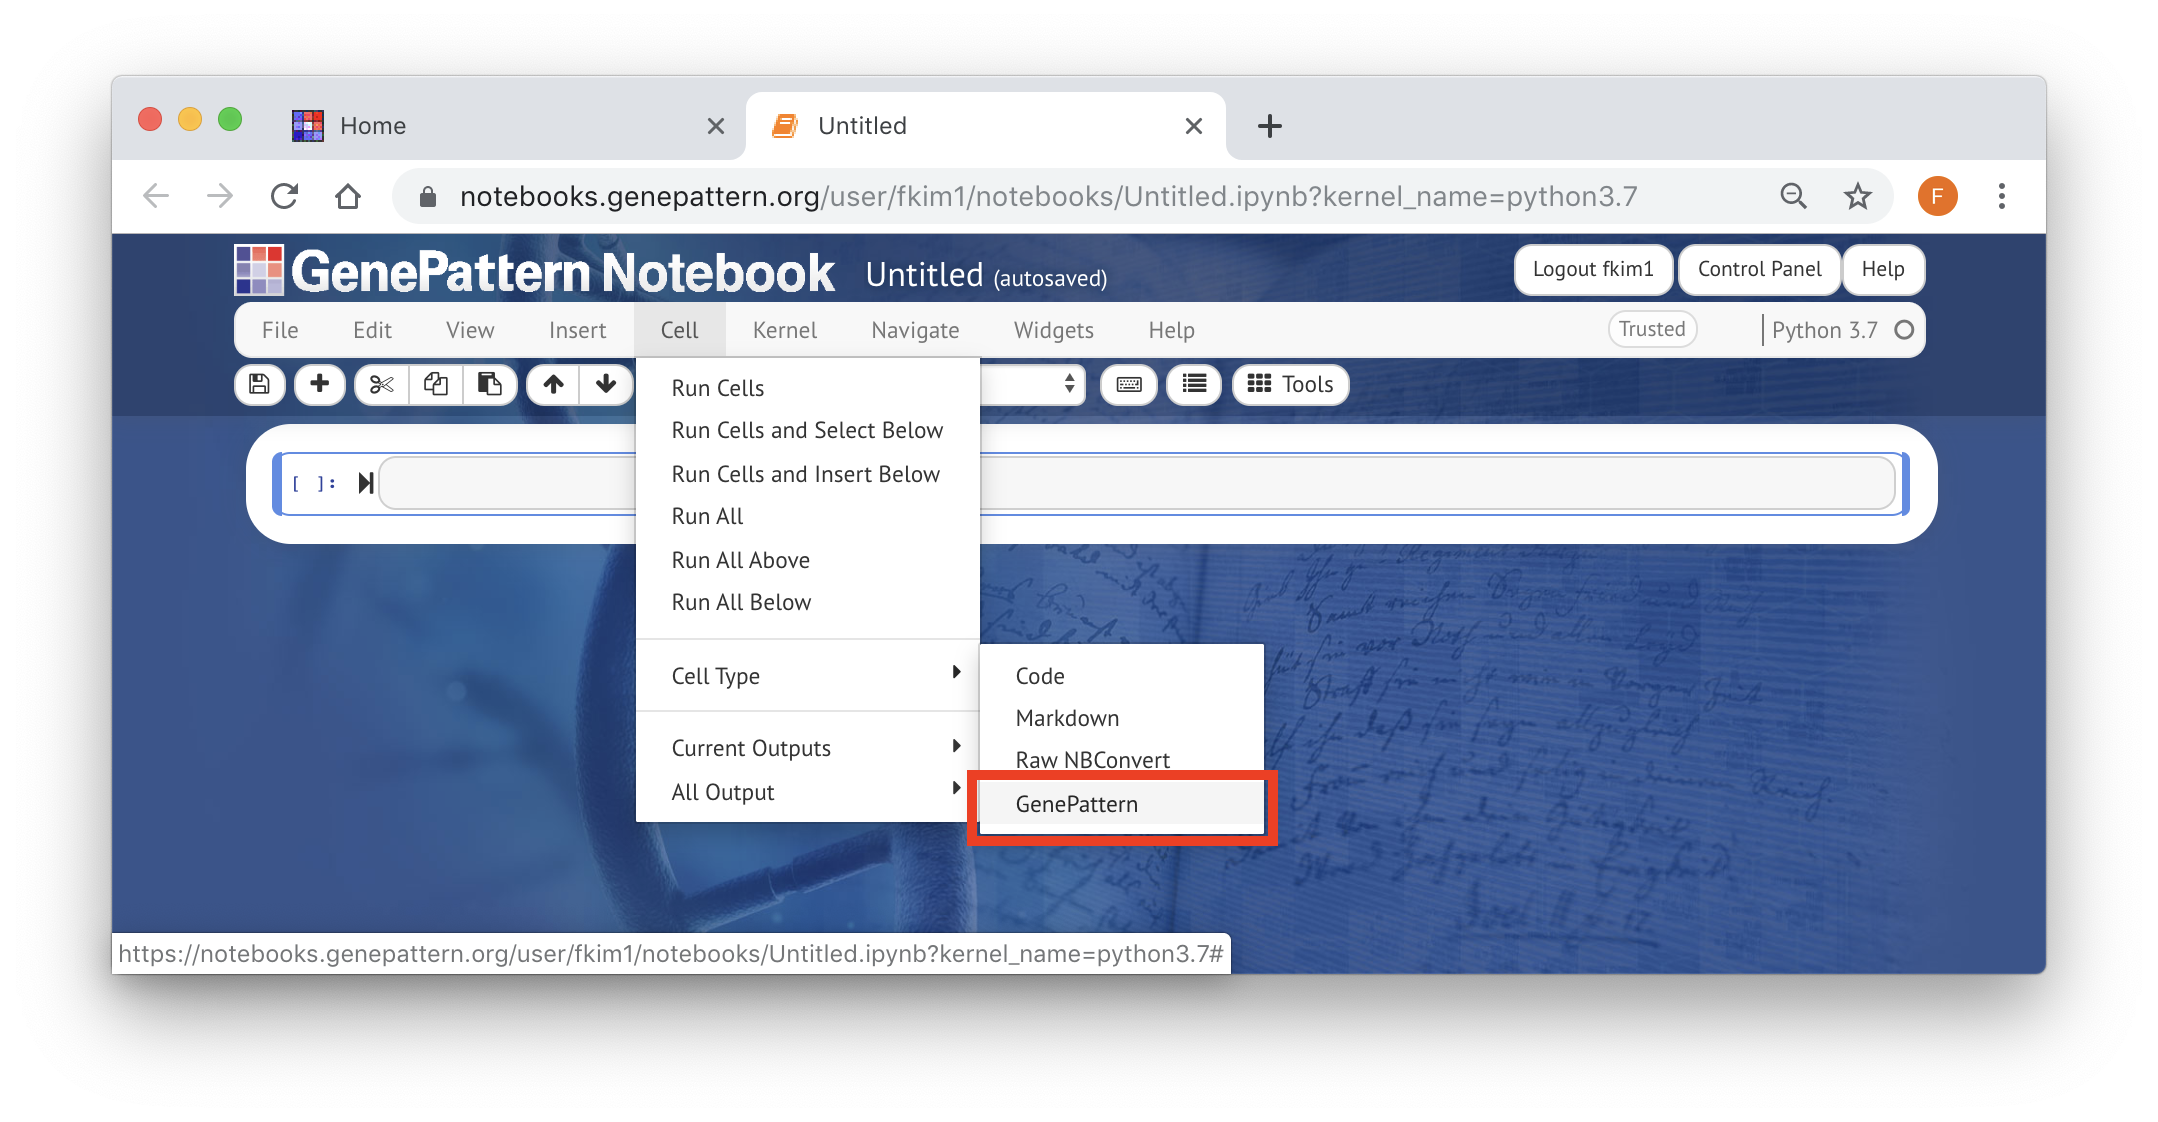 Home
Untitled
notebooks.genepattern.org/user/fkim1/notebooks/Untitled.ipynb?kernel_name=python3.7
F
GenePattern Notebook Untitled (autosaved)
Logout fkim1 Control Panel Help
File Edit View Insert Cell Kernel Navigate Widgets Help
Trusted Python 3.7
Tools
[ ]:
Run Cells
Run Cells and Select Below
Run Cells and Insert Below
Run All
Run All Above
Run All Below
Cell Type
Current Outputs
All Output
Code
Markdown
Raw NBConvert
GenePattern
https://notebooks.genepattern.org/user/fkim1/notebooks/Untitled.ipynb?kernel_name=python3.7#